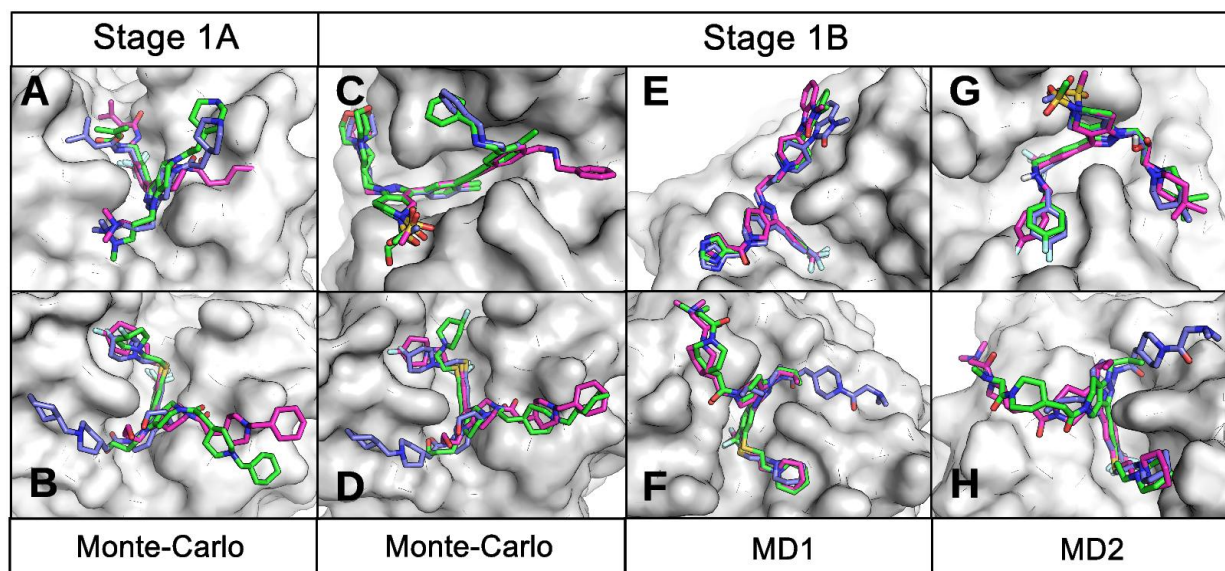 Stage 1A
Stage 1B
A
C
E
G
B
D
F
H
Monte-Carlo
Monte-Carlo
MD1
MD2